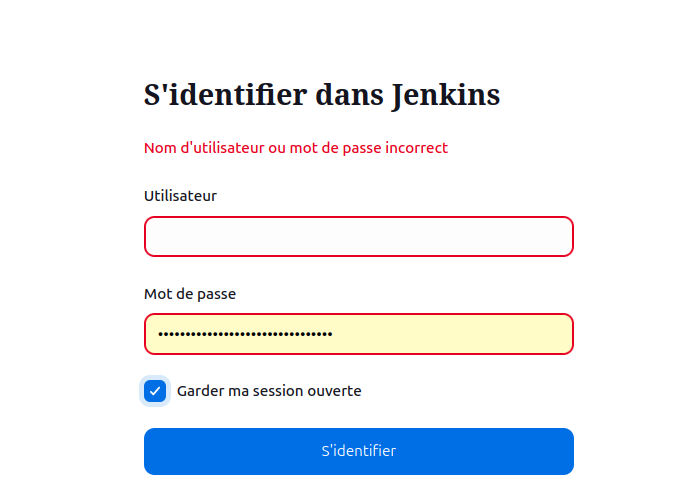 S'identifier dans Jenkins
Nom d'utilisateur ou mot de passe incorrect
Utilisateur
Mot de passe
••••••••••••••••••••••••••••••••
Garder ma session ouverte
S'identifier